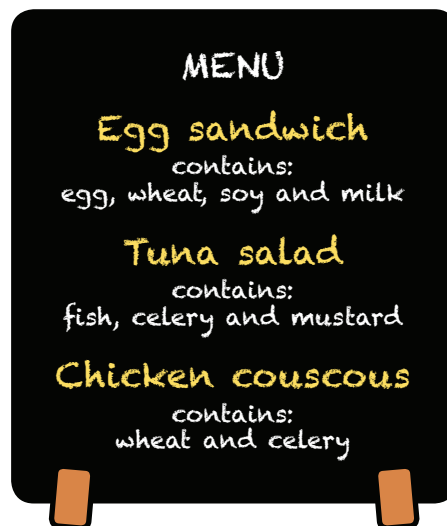 MENU
Egg sandwich
contains:
egg, wheat, soy and milk
Tuna salad
contains:
fish, celery and mustard
Chicken couscous
contains:
wheat and celery